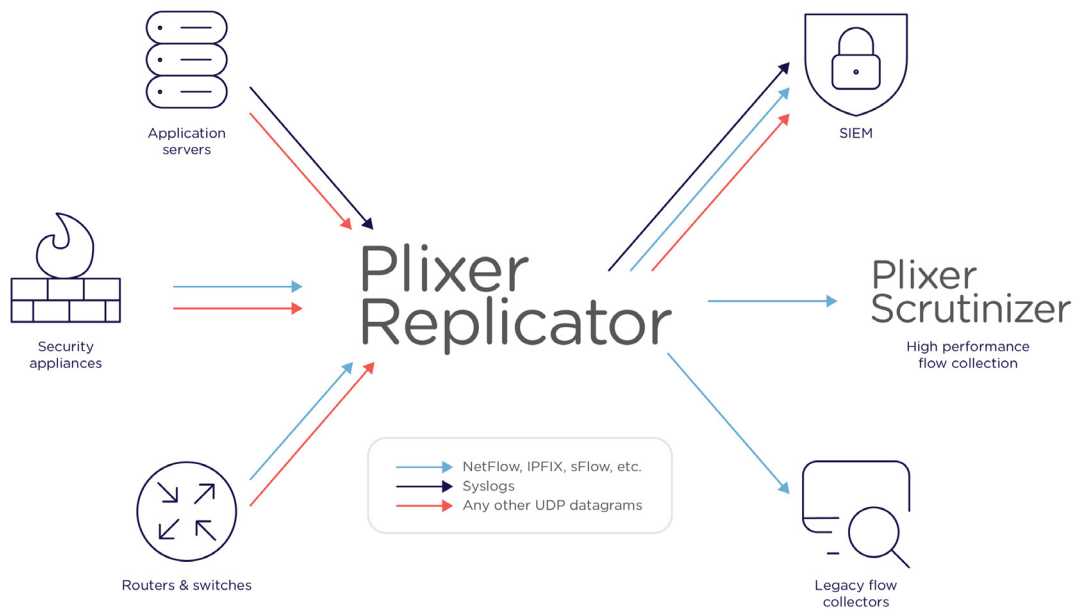 Application
servers
SIEM
Plixer
Replicator
Plixer
Scrutinizer
High performance
flow collection
Security
appliances
NetFlow, IPFIX, sFlow, etc.
Syslogs
Any other UDP datagrams
Routers & switches
Legacy flow
collectors